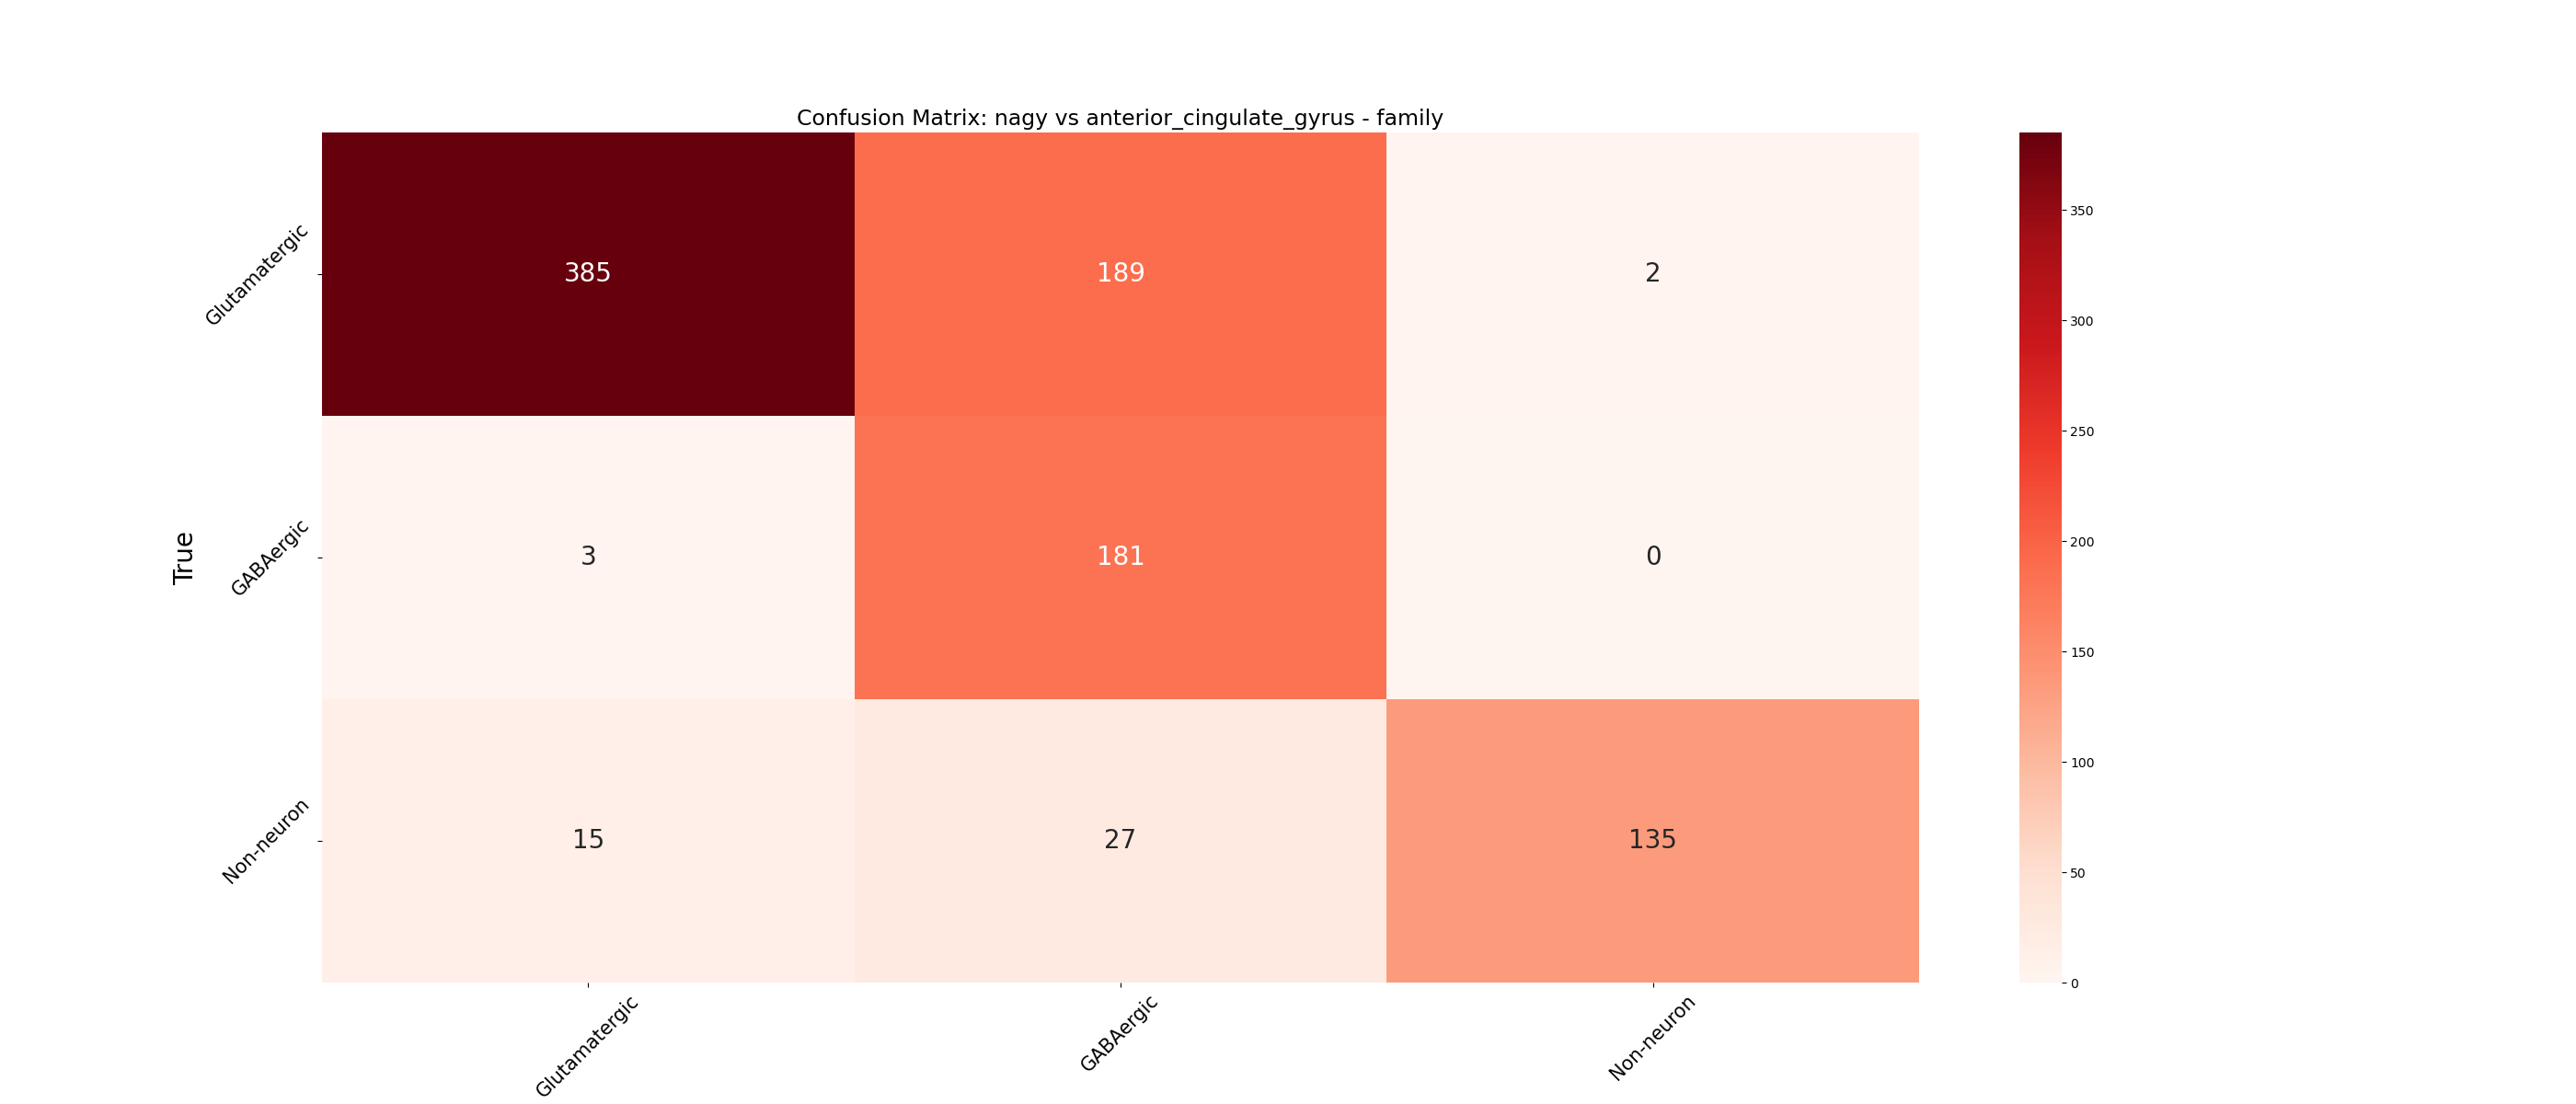 Confusion Matrix: nagy vs anterior_cingulate_gyrus - family
True
Glutamatergic
385
189
2
GABAergic
3
181
0
Non-neuron
15
27
135
Glutamatergic
GABAergic
Non-neuron
350
300
250
200
150
100
50
0